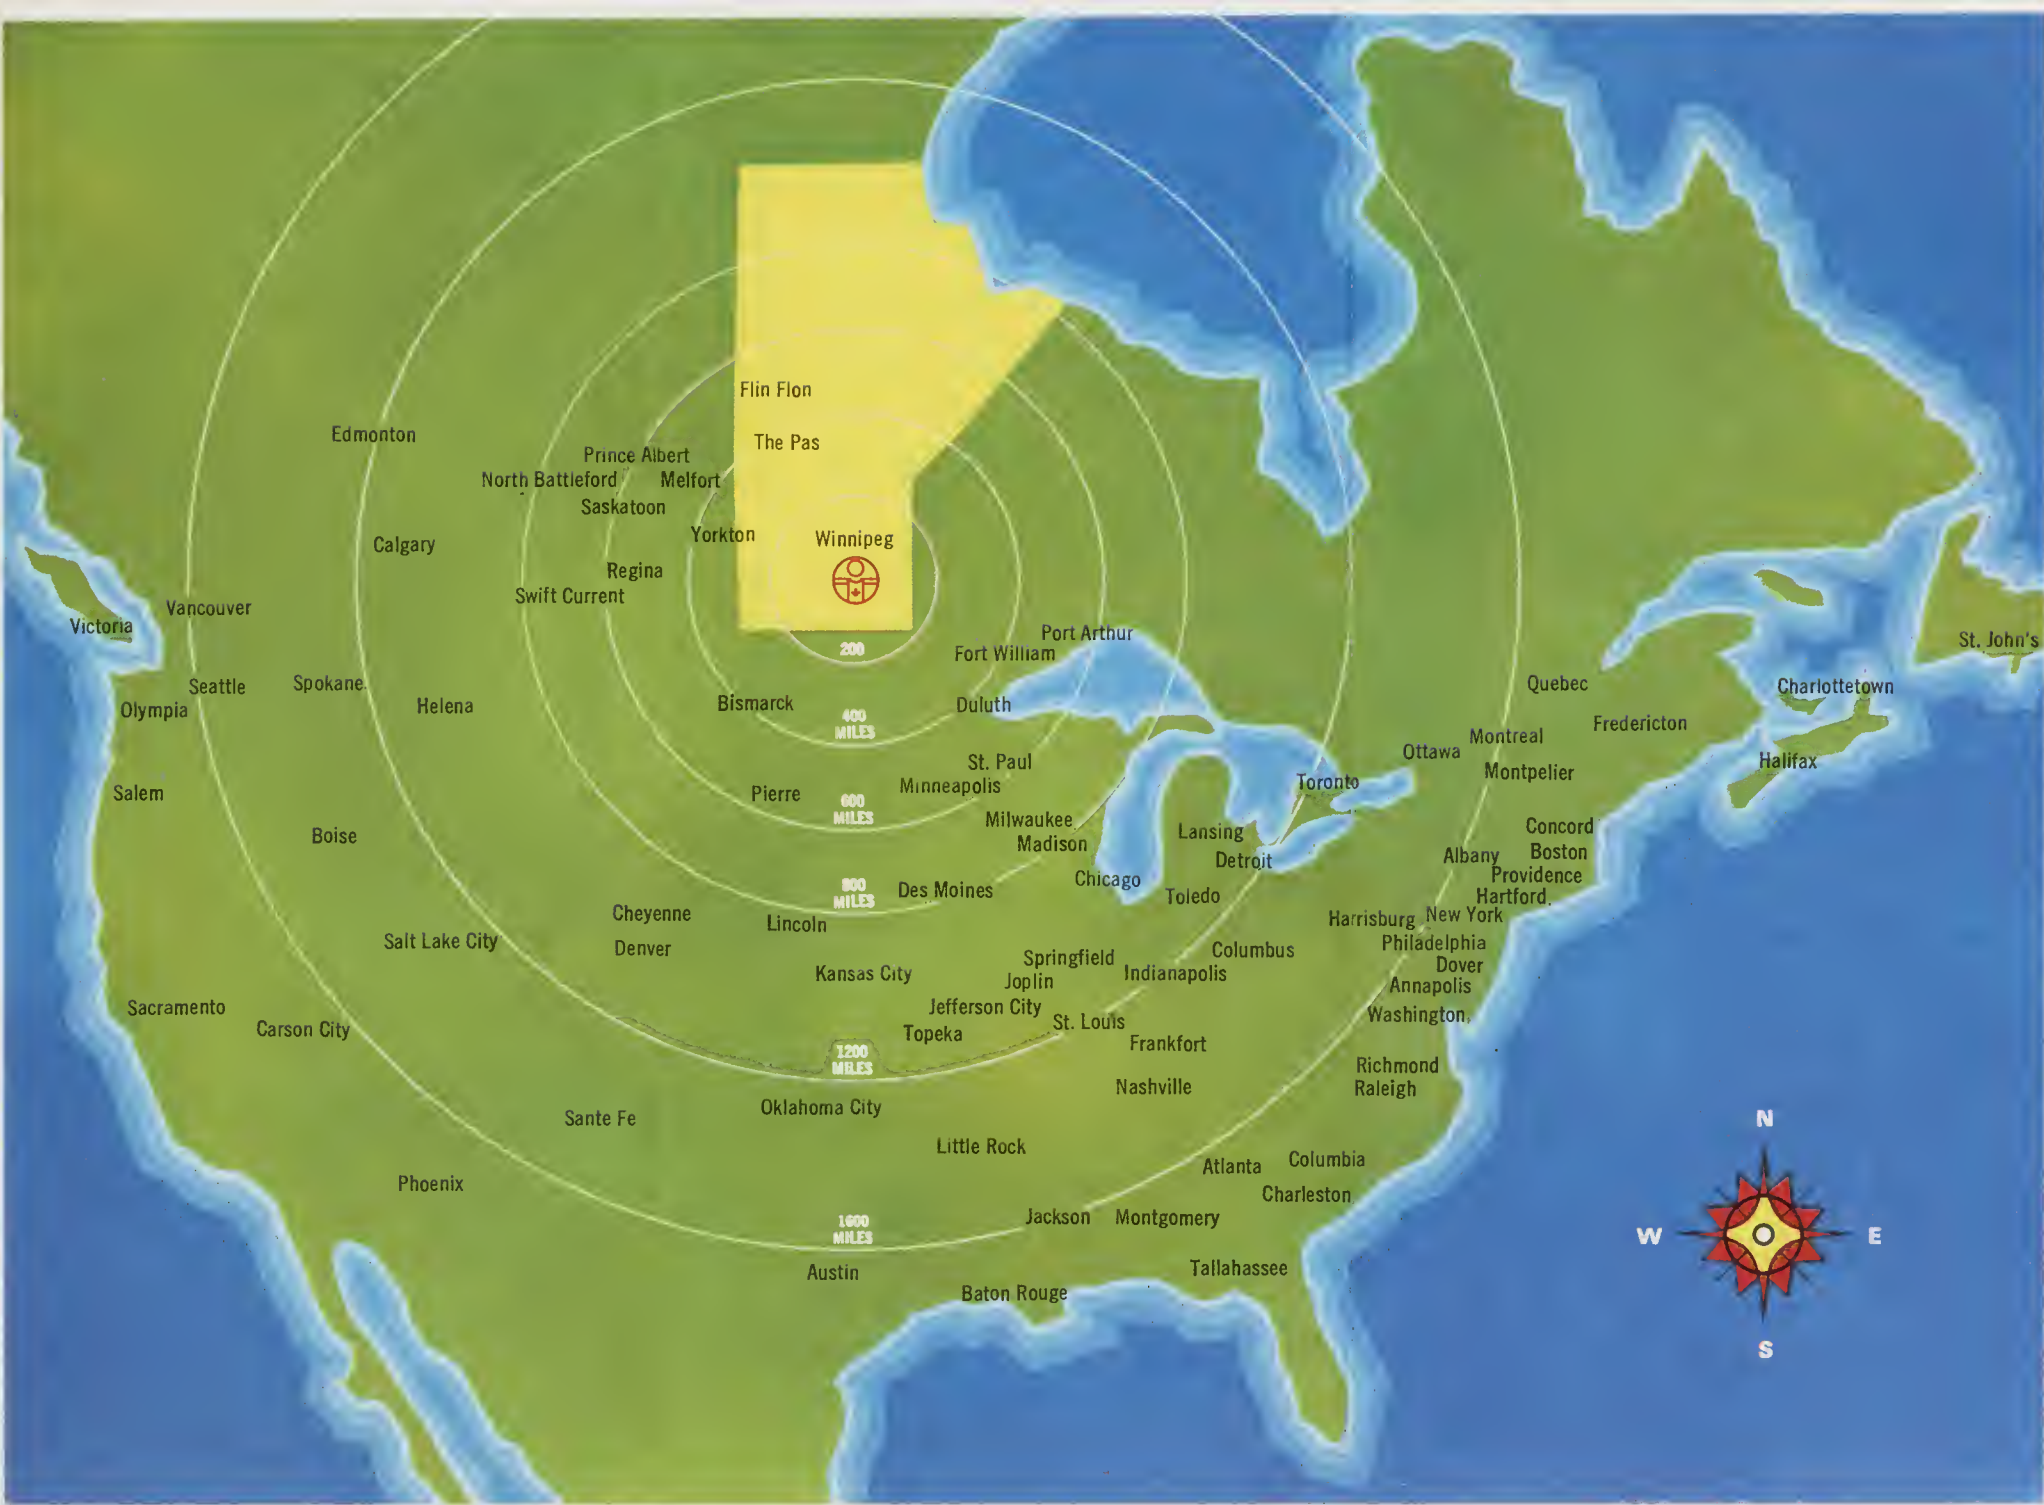 Flin Flon
Edmonton
The Pas
Prince Albert
North Battleford
Melfort
Saskatoon
Yorkton
Winnipeg
Calgary
Regina
Swift Current
Vancouver
Victoria
Port Arthur
St. John's
200
Fort William
Seattle
Spokane
Quebec
Charlottetown
Olympia
Helena
Bismarck
Duluth
400
MILES
Fredericton
Montreal
Ottawa
St. Paul
Halifax
Montpelier
Minneapolis
Toronto
Salem
Pierre
600
MILES
Milwaukee
Concord
Lansing
Boise
Madison
Boston
Albany
Detroit
Providence
Chicago
800
MILES
Des Moines
Toledo
Hartford
Cheyenne
Lincoln
Harrisburg
New York
Salt Lake City
Denver
Philadelphia
Columbus
Springfield
Dover
Kansas City
Indianapolis
Joplin
Annapolis
Sacramento
Jefferson City
Washington
Carson City
Topeka
St. Louis
Frankfort
1200
MILES
Richmond
Nashville
Raleigh
Oklahoma City
Sante Fe
N
Little Rock
Columbia
Atlanta
Phoenix
Charleston
Jackson
Montgomery
1600
MILES
W
E
Austin
Tallahassee
Baton Rouge
S